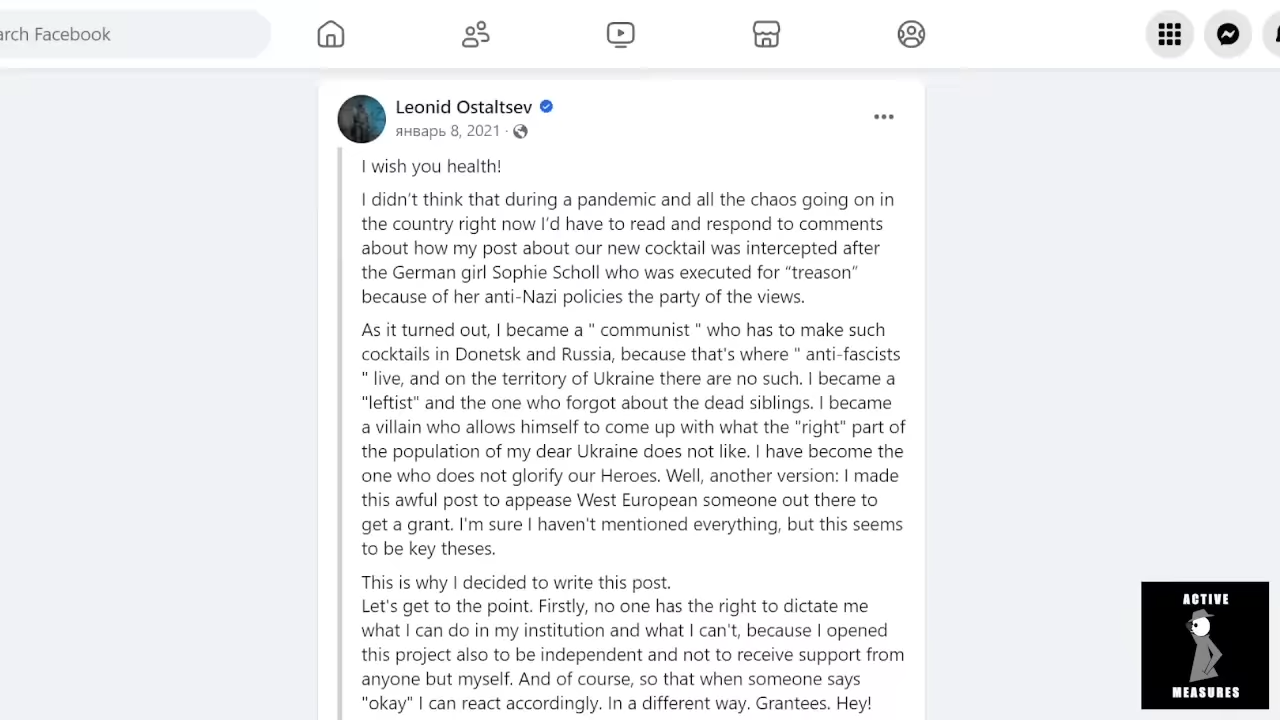 arch Facebook
Leonid Ostaltsev
январь 8, 2021 ·
I wish you health!
I didn’t think that during a pandemic and all the chaos going on in
the country right now I’d have to read and respond to comments
about how my post about our new cocktail was intercepted after
the German girl Sophie Scholl who was executed for “treason”
because of her anti-Nazi policies the party of the views.
As it turned out, I became a " communist " who has to make such
cocktails in Donetsk and Russia, because that's where " anti-fascists
" live, and on the territory of Ukraine there are no such. I became a
"leftist" and the one who forgot about the dead siblings. I became
a villain who allows himself to come up with what the "right" part of
the population of my dear Ukraine does not like. I have become the
one who does not glorify our Heroes. Well, another version: I made
this awful post to appease West European someone out there to
get a grant. I'm sure I haven't mentioned everything, but this seems
to be key theses.
This is why I decided to write this post.
Let's get to the point. Firstly, no one has the right to dictate me
what I can do in my institution and what I can't, because I opened
this project also to be independent and not to receive support from
anyone but myself. And of course, so that when someone says
"okay" I can react accordingly. In a different way. Grantees. Hey!
ACTIVE
MEASURES